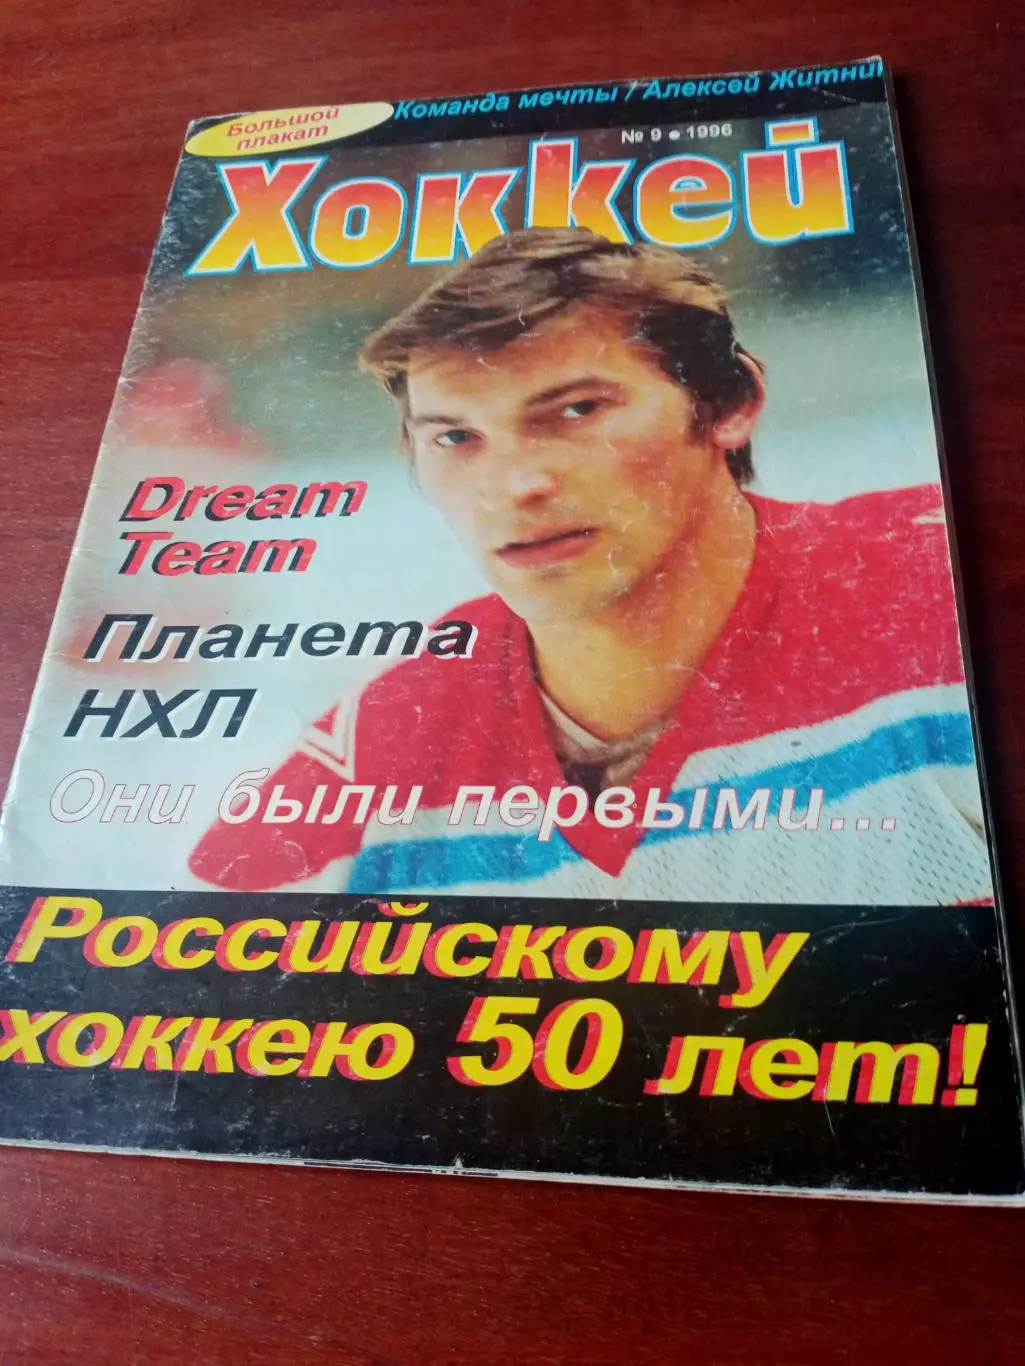 Команда мечты / Алексей Житник
Большой
плакат
№ 9 • 1996
Хоккей
Dream
Team
Планета
НХЛ
Они были первыми...
Российскому
хоккею 50 лет!